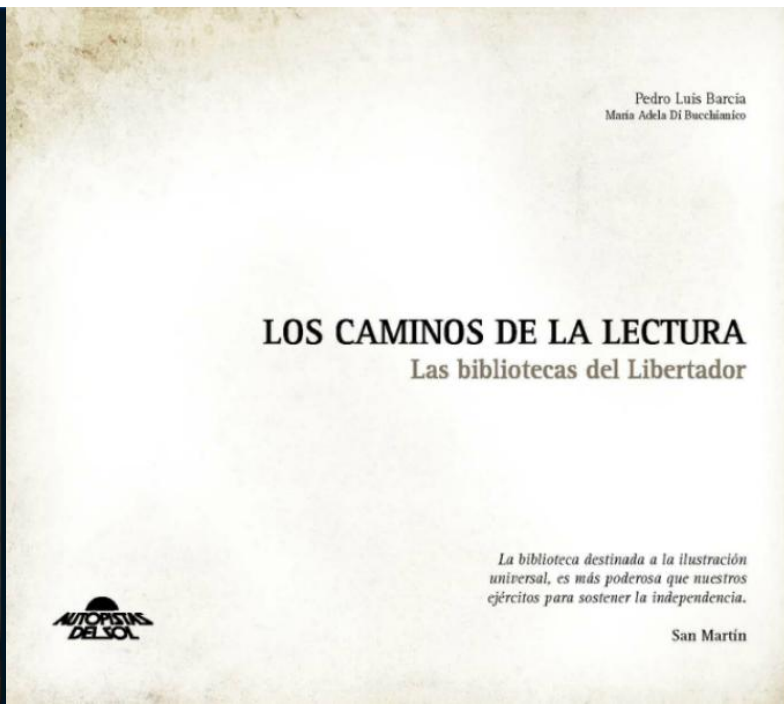 Pedro Luis Barcia
María Adela Di Bucchianico
LOS CAMINOS DE LA LECTURA
Las bibliotecas del Libertador
La biblioteca destinada a la ilustración
universal, es más poderosa que nuestros
ejércitos para sostener la independencia.
San Martín
AUTOPISTAS
DEL SOL